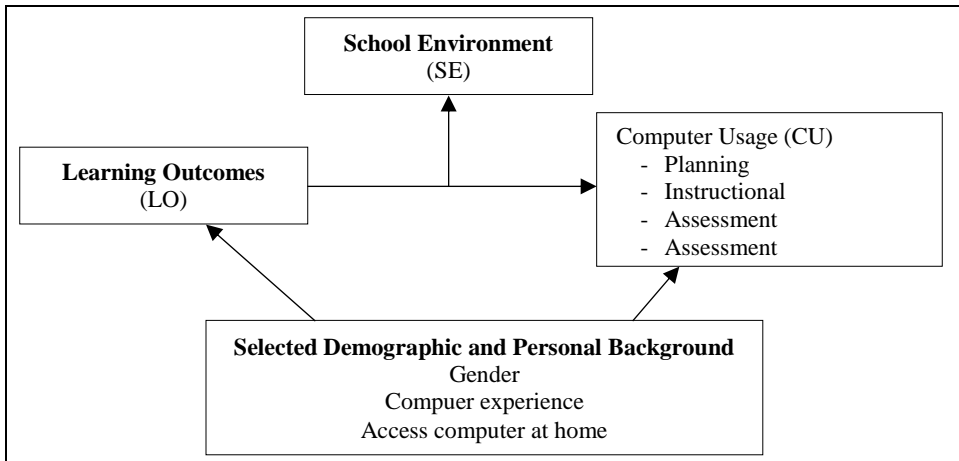 School Environment
(SE)
Computer Usage (CU)
- Planning
- Instructional
- Assessment
- Assessment
Learning Outcomes
(LO)
Selected Demographic and Personal Background
Gender
Compuer experience
Access computer at home